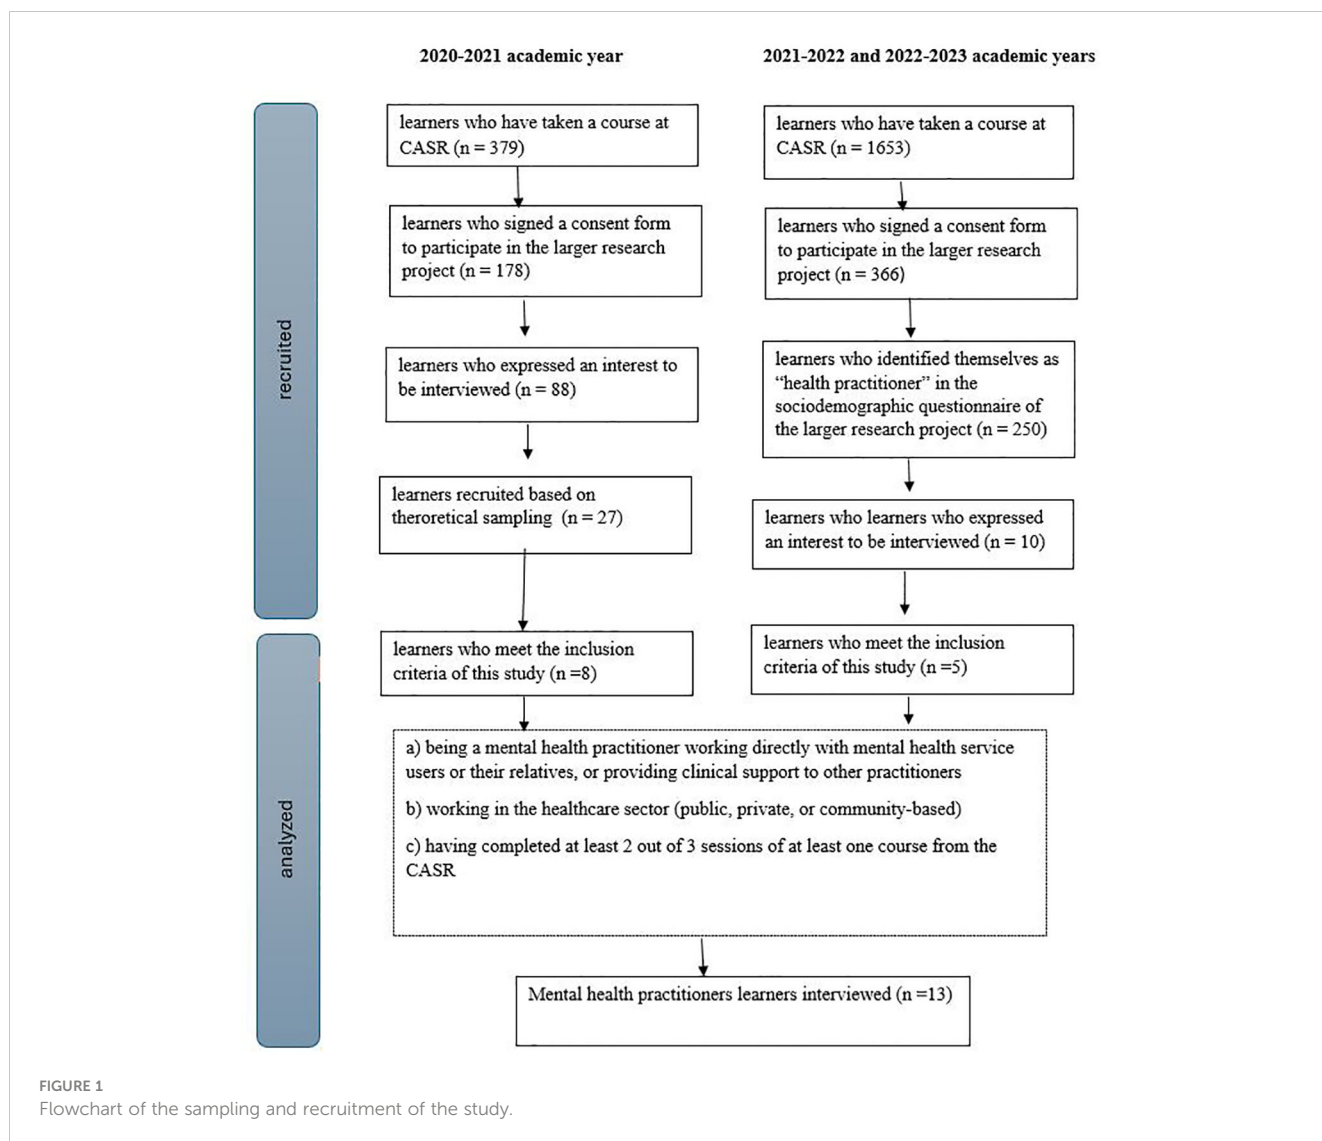 2020-2021 academic year
2021-2022 and 2022-2023 academic years
recruited
learners who have taken a course at
CASR (n = 379)
learners who signed a consent form
to participate in the larger research
project (n = 178)
learners who expressed an interest to
be interviewed (n = 88)
learners recruited based on
theroretical sampling (n = 27)
learners who have taken a course at
CASR (n = 1653)
learners who signed a consent form
to participate in the larger research
project (n = 366)
learners who identified themselves as
“health practitioner” in the
sociodemographic questionnaire of
the larger research project (n = 250)
learners who learners who expressed
an interest to be interviewed (n = 10)
analyzed
learners who meet the inclusion
criteria of this study (n =8)
learners who meet the inclusion
criteria of this study (n =5)
a) being a mental health practitioner working directly with mental health service
users or their relatives, or providing clinical support to other practitioners
b) working in the healthcare sector (public, private, or community-based)
c) having completed at least 2 out of 3 sessions of at least one course from the
CASR
Mental health practitioners learners interviewed (n =13)
FIGURE 1
Flowchart of the sampling and recruitment of the study.